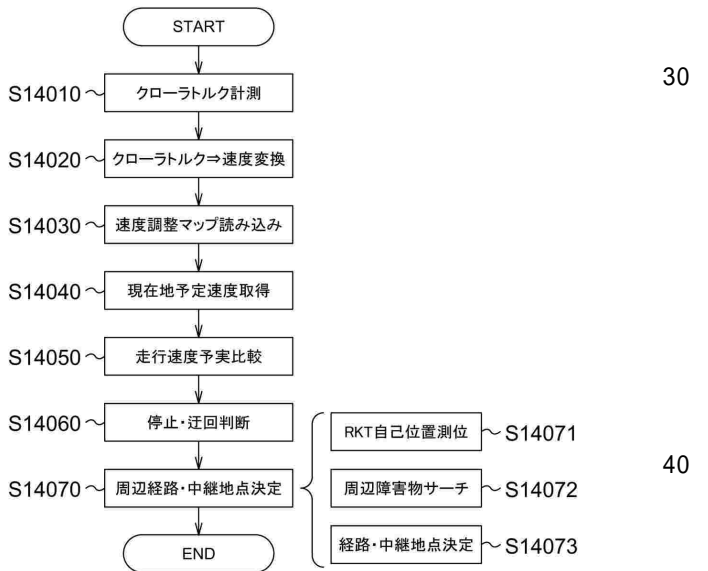 START
30
S14010 クローラトルク計測
S14020 クローラトルク⇒速度変換
S14030 速度調整マップ読み込み
S14040 現在地予定速度取得
S14050 走行速度予実比較
S14060 停止・迂回判断
RKT自己位置測位 S14071
40
S14070 周辺経路・中継地点決定
周辺障害物サーチ S14072
END
経路・中継地点決定 S14073